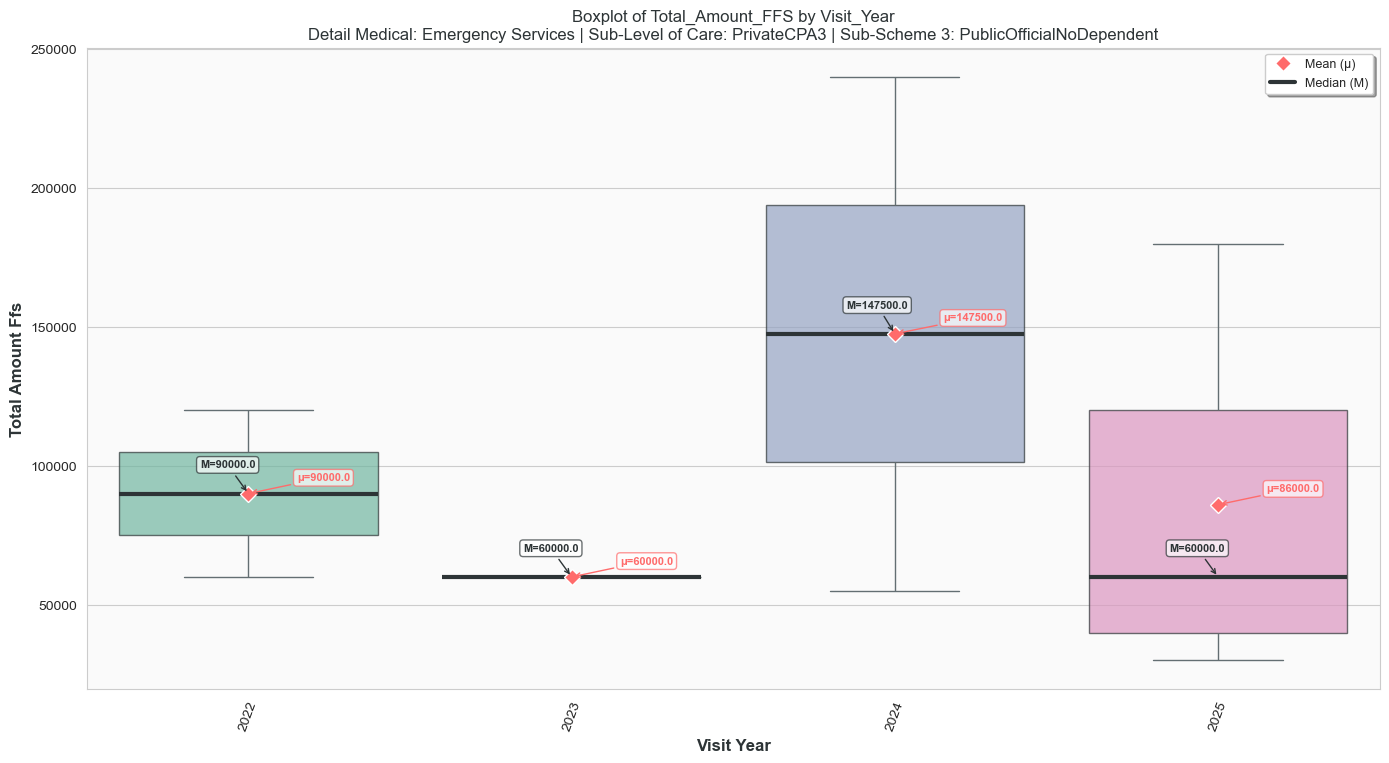 Boxplot of Total_Amount_FFS by Visit_Year
Detail Medical: Emergency Services | Sub-Level of Care: PrivateCPA3 | Sub-Scheme 3: PublicOfficialNoDependent
Mean (μ)
Median (M)
Total Amount Ffs
250000
200000
150000
100000
50000
M=90000.0
μ=90000.0
M=60000.0
μ=60000.0
M=147500.0
μ=147500.0
μ=86000.0
M=60000.0
2022
2023
2024
2025
Visit Year